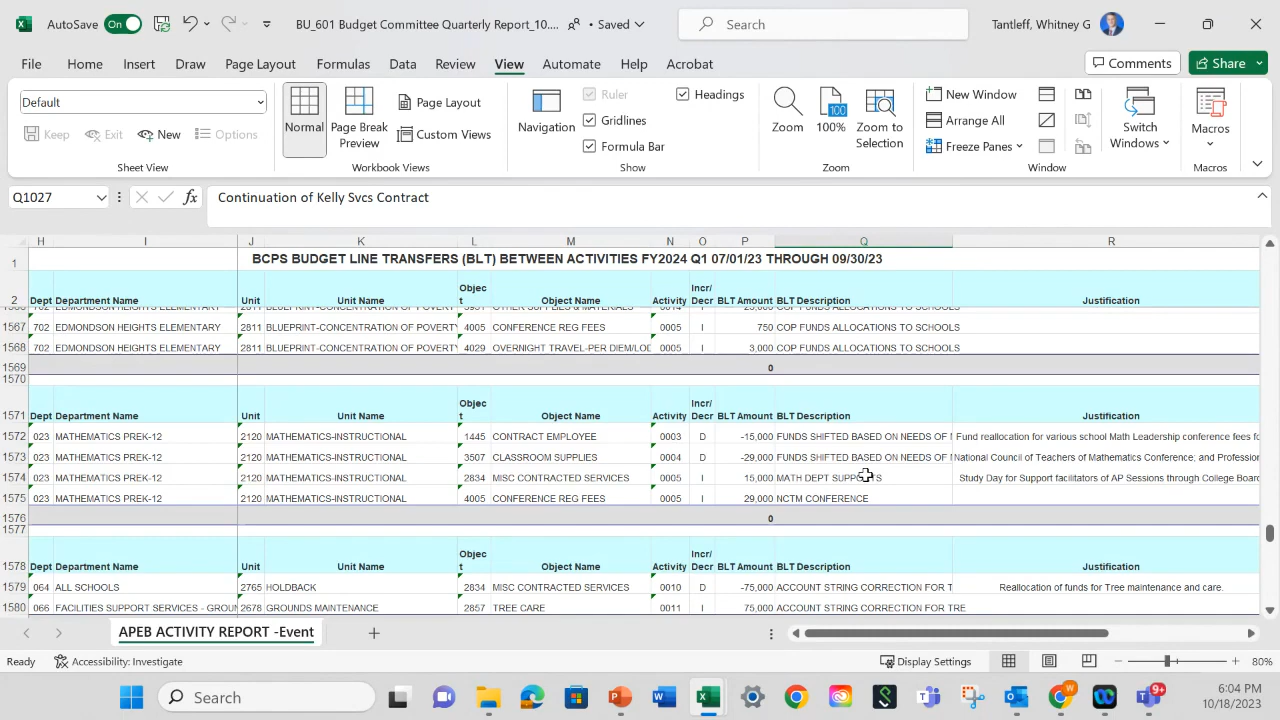 AutoSave On BU_601 Budget Committee Quarterly Report_10.... • Saved Search Tantleff, Whitney G
File Home Insert Draw Page Layout Formulas Data Review View Automate Help Acrobat Comments Share
Default
Keep Exit New Options
Sheet View
Normal Page Break Preview Page Layout Custom Views
Workbook Views
Navigation Ruler Gridlines Formula Bar Headings
Show
Zoom 100% Zoom to Selection
Zoom
New Window Arrange All Freeze Panes Switch Windows
Window
Macros
Macros
Q1027 fx Continuation of Kelly Svcs Contract
H I J K L M N O P Q R
1 BCPS BUDGET LINE TRANSFERS (BLT) BETWEEN ACTIVITIES FY2024 Q1 07/01/23 THROUGH 09/30/23
2 Dept Department Name Unit Unit Name Object Object Name Activity Incr/Decr BLT Amount BLT Description Justification
1567 702 EDMONDSON HEIGHTS ELEMENTARY 2811 BLUEPRINT-CONCENTRATION OF POVERTY 4005 CONFERENCE REG FEES 0005 I 750 COP FUNDS ALLOCATIONS TO SCHOOLS
1568 702 EDMONDSON HEIGHTS ELEMENTARY 2811 BLUEPRINT-CONCENTRATION OF POVERTY 4029 OVERNIGHT TRAVEL-PER DIEM/LOD 0005 I 3,000 COP FUNDS ALLOCATIONS TO SCHOOLS
1569 0
1570
1571 Dept Department Name Unit Unit Name Object Object Name Activity Incr/Decr BLT Amount BLT Description Justification
1572 023 MATHEMATICS PREK-12 2120 MATHEMATICS-INSTRUCTIONAL 1445 CONTRACT EMPLOYEE 0003 D -15,000 FUNDS SHIFTED BASED ON NEEDS OF Fund reallocation for various school Math Leadership conference fees fo
1573 023 MATHEMATICS PREK-12 2120 MATHEMATICS-INSTRUCTIONAL 3507 CLASSROOM SUPPLIES 0004 D -29,000 FUNDS SHIFTED BASED ON NEEDS OF National Council of Teachers of Mathematics Conference, and Profession
1574 023 MATHEMATICS PREK-12 2120 MATHEMATICS-INSTRUCTIONAL 2834 MISC CONTRACTED SERVICES 0005 I 15,000 MATH DEPT SUPPORTS Study Day for Support facilitators of AP Sessions through College Board
1575 023 MATHEMATICS PREK-12 2120 MATHEMATICS-INSTRUCTIONAL 4005 CONFERENCE REG FEES 0005 I 29,000 NCTM CONFERENCE
1576 0
1577
1578 Dept Department Name Unit Unit Name Object Object Name Activity Incr/Decr BLT Amount BLT Description Justification
1579 064 ALL SCHOOLS 2765 HOLDBACK 2834 MISC CONTRACTED SERVICES 0010 D -75,000 ACCOUNT STRING CORRECTION FOR T Reallocation of funds for Tree maintenance and care.
1580 066 FACILITIES SUPPORT SERVICES - GROUN 2678 GROUNDS MAINTENANCE 2857 TREE CARE 0011 I 75,000 ACCOUNT STRING CORRECTION FOR TRE
APEB ACTIVITY REPORT -Event
Ready Accessibility: Investigate Display Settings 80%
Search 9+ 6:04 PM
10/18/2023